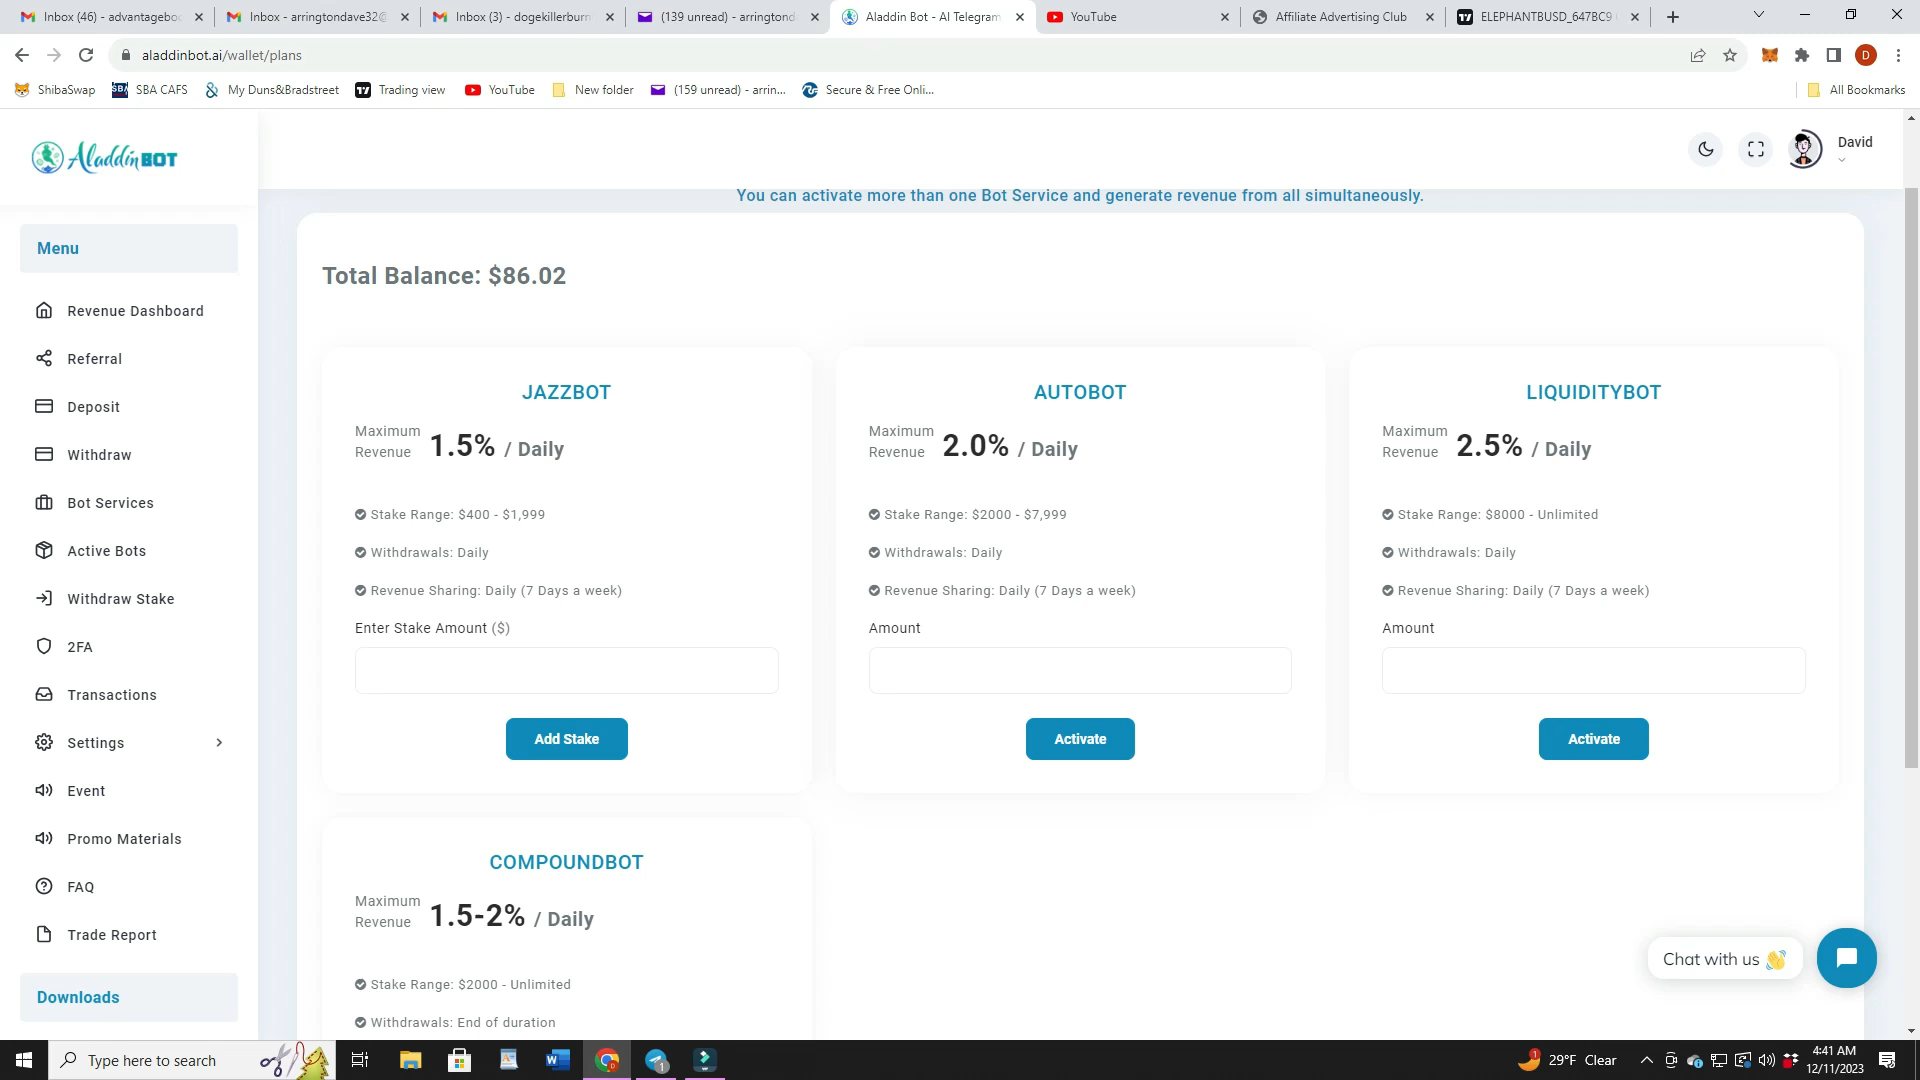 Inbox (46) - advantageboo
Inbox - arringtondave32@
Inbox (3) - dogekillerburn
(139 unread) - arringtond
Aladdin Bot - AI Telegram
YouTube
Affiliate Advertising Club
ELEPHANTBUSD_647BC9
aladdinbot.ai/wallet/plans
D
ShibaSwap
SBA CAFS
My Duns&Bradstreet
Trading view
YouTube
New folder
(159 unread) - arrin...
Secure & Free Onli...
All Bookmarks
Aladdin BOT
David
You can activate more than one Bot Service and generate revenue from all simultaneously.
Menu
Revenue Dashboard
Referral
Deposit
Withdraw
Bot Services
Active Bots
Withdraw Stake
2FA
Transactions
Settings
Event
Promo Materials
FAQ
Trade Report
Downloads
Total Balance: $86.02
JAZZBOT
Maximum Revenue 1.5% / Daily
Stake Range: $400 - $1,999
Withdrawals: Daily
Revenue Sharing: Daily (7 Days a week)
Enter Stake Amount ($)
Add Stake
AUTOBOT
Maximum Revenue 2.0% / Daily
Stake Range: $2000 - $7,999
Withdrawals: Daily
Revenue Sharing: Daily (7 Days a week)
Amount
Activate
LIQUIDITYBOT
Maximum Revenue 2.5% / Daily
Stake Range: $8000 - Unlimited
Withdrawals: Daily
Revenue Sharing: Daily (7 Days a week)
Amount
Activate
COMPOUNDBOT
Maximum Revenue 1.5-2% / Daily
Stake Range: $2000 - Unlimited
Withdrawals: End of duration
Chat with us
Type here to search
29°F Clear
4:41 AM
12/11/2023